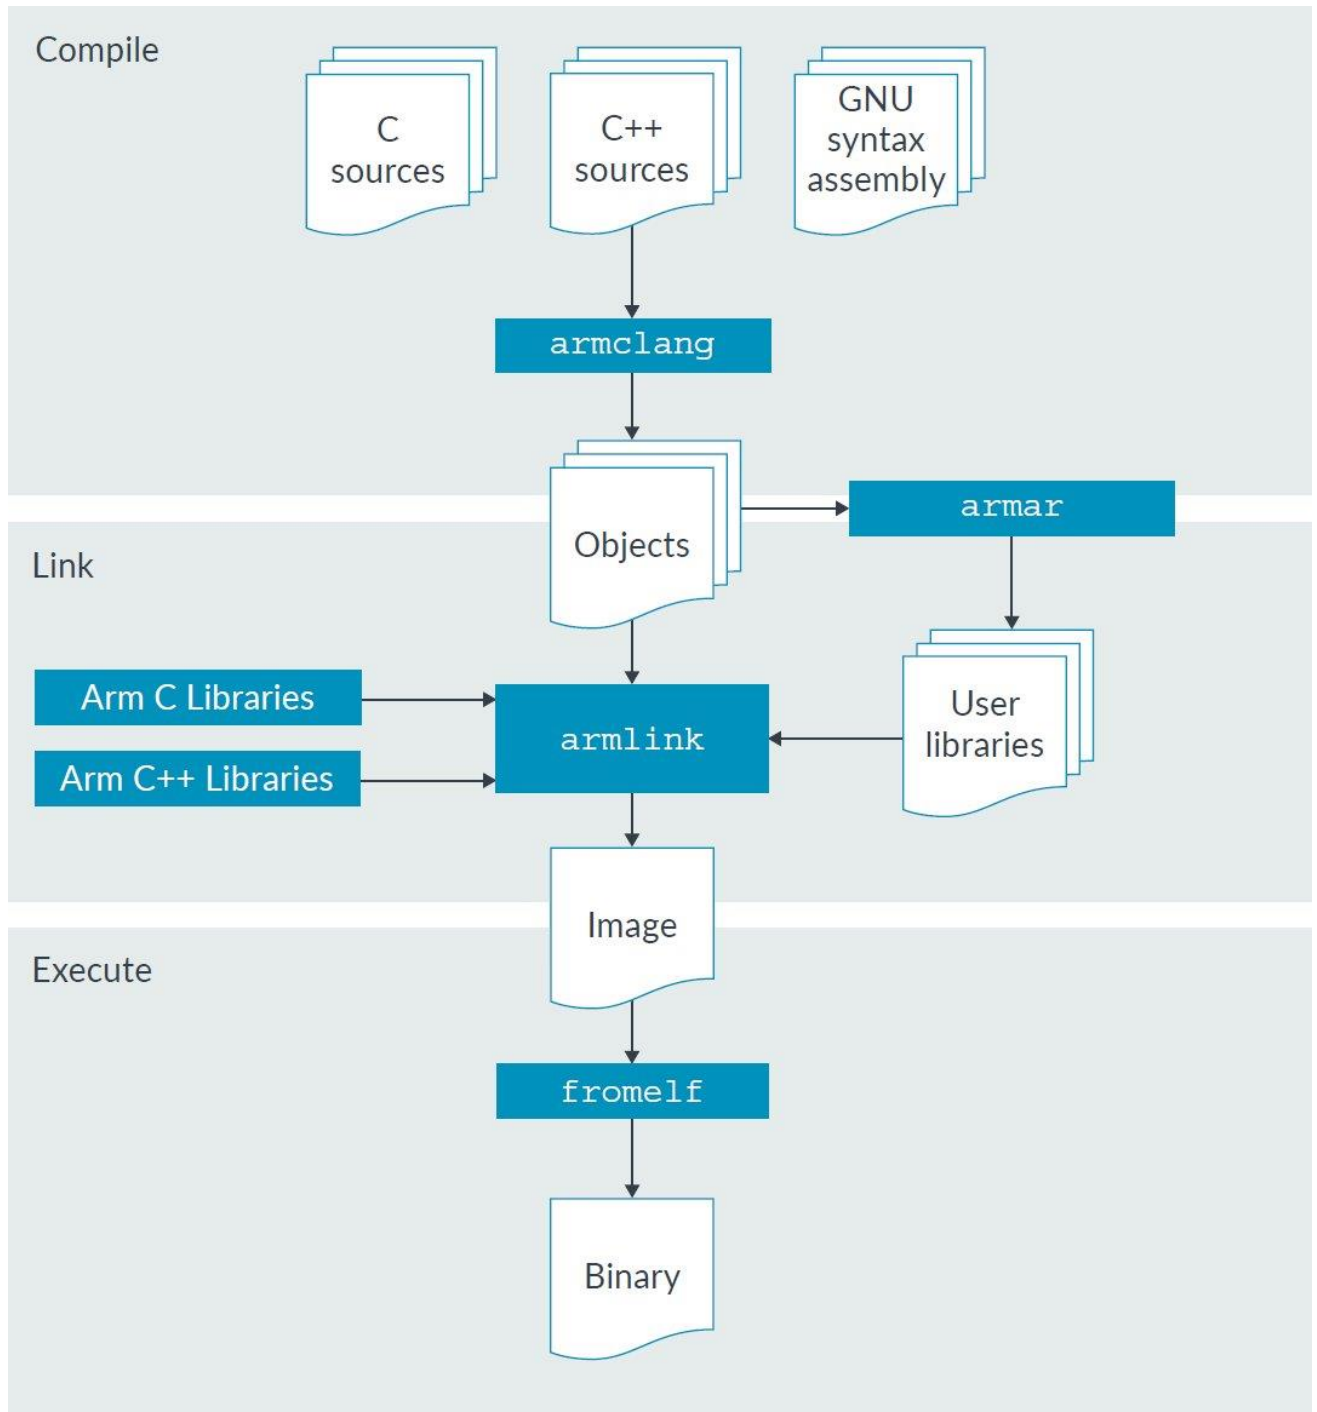 Compile
C
sources
C++
sources
GNU
syntax
assembly
armclang
Objects
armar
Link
Arm C Libraries
Arm C++ Libraries
armlink
User
libraries
Image
Execute
fromelf
Binary